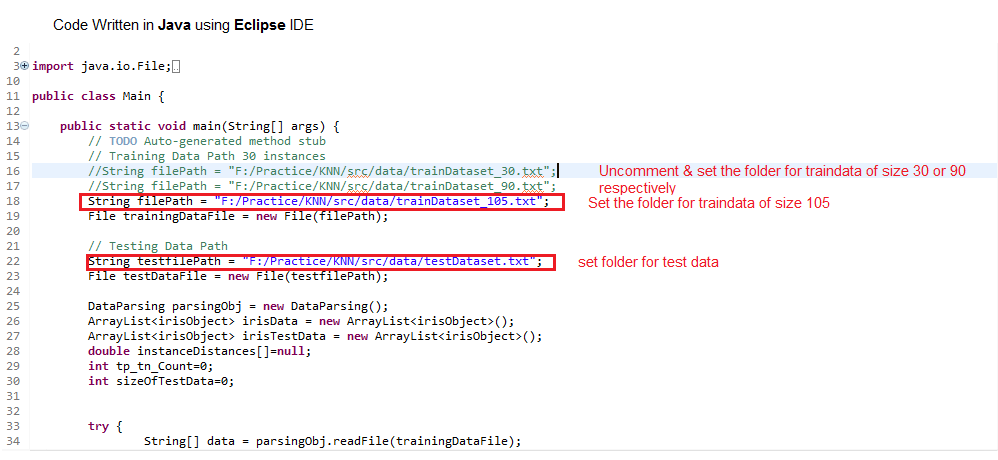 Code Written in Java using Eclipse IDE
2
3 import java.io.File;
10
11 public class Main {
12
13 public static void main(String[] args) {
14 // TODO Auto-generated method stub
15 // Training Data Path 30 instances
16 //String filePath = "F:/Practice/KNN/src/data/trainDataset_30.txt"; Uncomment & set the folder for traindata of size 30 or 90
17 //String filePath = "F:/Practice/KNN/src/data/trainDataset_90.txt"; respectively
18 String filePath = "F:/Practice/KNN/src/data/trainDataset_105.txt"; Set the folder for traindata of size 105
19 File trainingDataFile = new File(filePath);
20
21 // Testing Data Path
22 String testfilePath = "F:/Practice/KNN/src/data/testDataset.txt"; set folder for test data
23 File testDataFile = new File(testfilePath);
24
25 DataParsing parsingObj = new DataParsing();
26 ArrayList<irisObject> irisData = new ArrayList<irisObject>();
27 ArrayList<irisObject> irisTestData = new ArrayList<irisObject>();
28 double instanceDistances[]=null;
29 int tp_tn_Count=0;
30 int sizeOfTestData=0;
31
32
33 try {
34 String[] data = parsingObj.readFile(trainingDataFile);